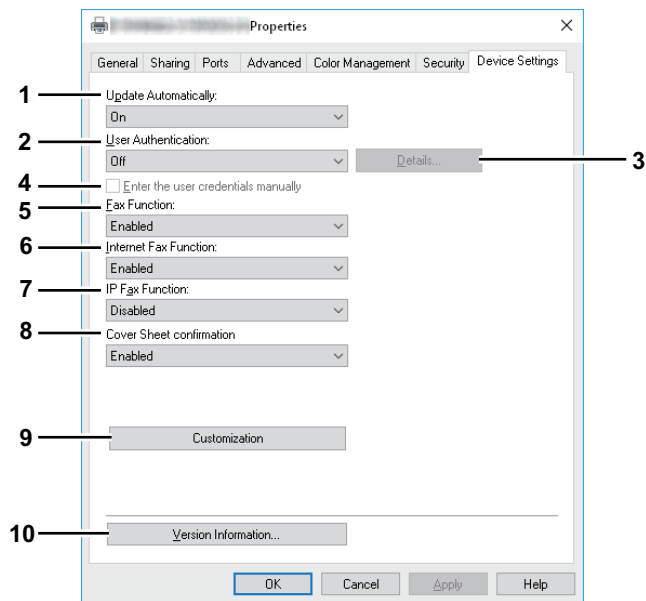 Properties
General Sharing Ports Advanced Color Management Security Device Settings
1 Update Automatically:
On
2 User Authentication:
Off Details... 3
4 Enter the user credentials manually
5 Fax Function:
Enabled
6 Internet Fax Function:
Enabled
7 IP Fax Function:
Disabled
8 Cover Sheet confirmation
Enabled
9 Customization
10 Version Information...
OK Cancel Apply Help